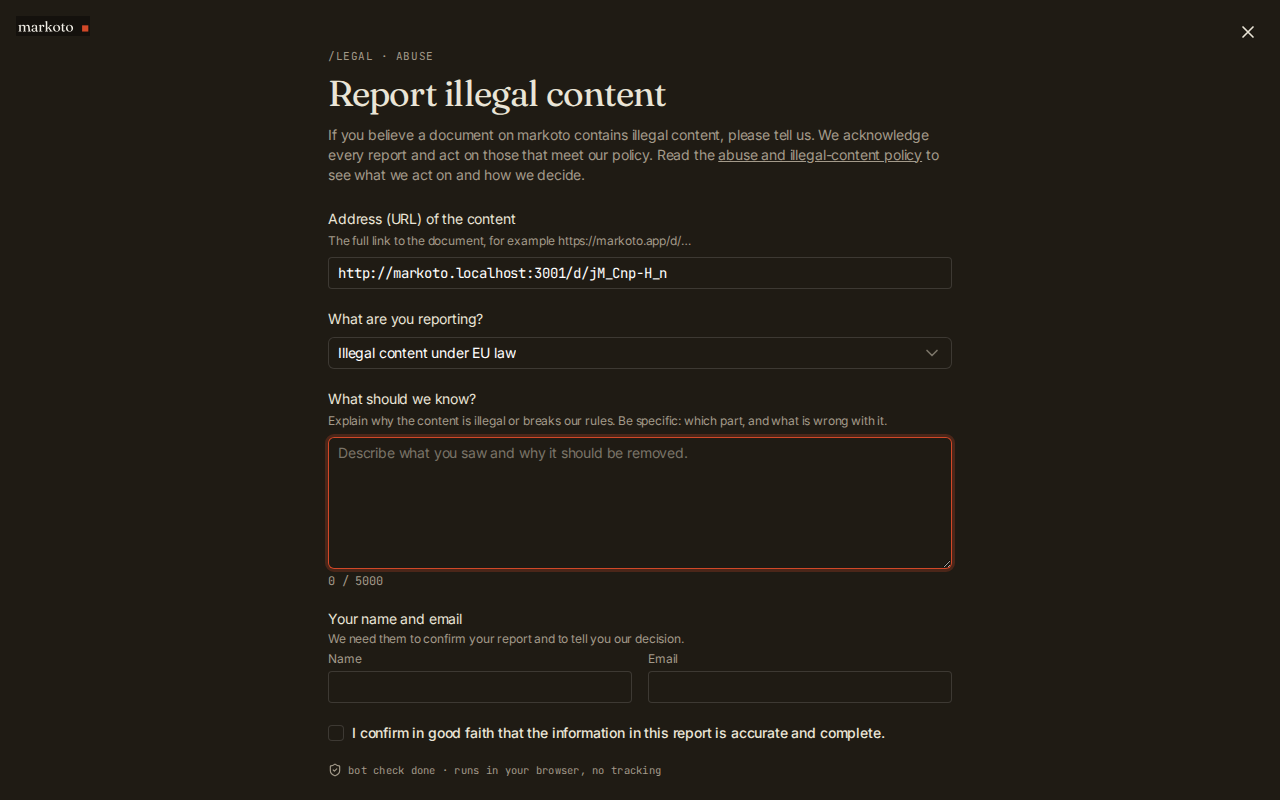 markoto
/LEGAL · ABUSE
Report illegal content
If you believe a document on markoto contains illegal content, please tell us. We acknowledge
every report and act on those that meet our policy. Read the abuse and illegal-content policy to
see what we act on and how we decide.
Address (URL) of the content
The full link to the document, for example https://markoto.app/d/...
http://markoto.localhost:3001/d/jM_Cnp-H_n
What are you reporting?
Illegal content under EU law
What should we know?
Explain why the content is illegal or breaks our rules. Be specific: which part, and what is wrong with it.
Describe what you saw and why it should be removed.
0 / 5000
Your name and email
We need them to confirm your report and to tell you our decision.
Name Email
I confirm in good faith that the information in this report is accurate and complete.
bot check done · runs in your browser, no tracking